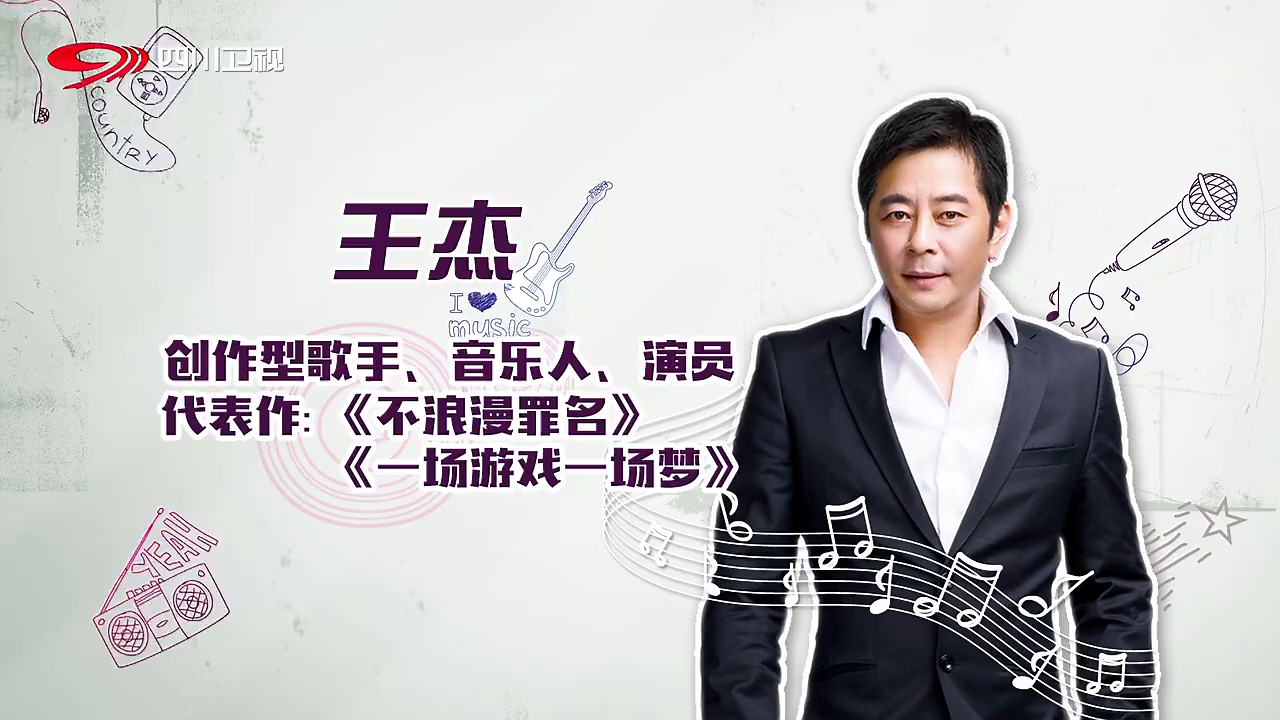 四川卫视
country
王杰
I
music
创作型歌手、音乐人、演员
代表作:《不浪漫罪名》
《一场游戏一场梦》
YEAH